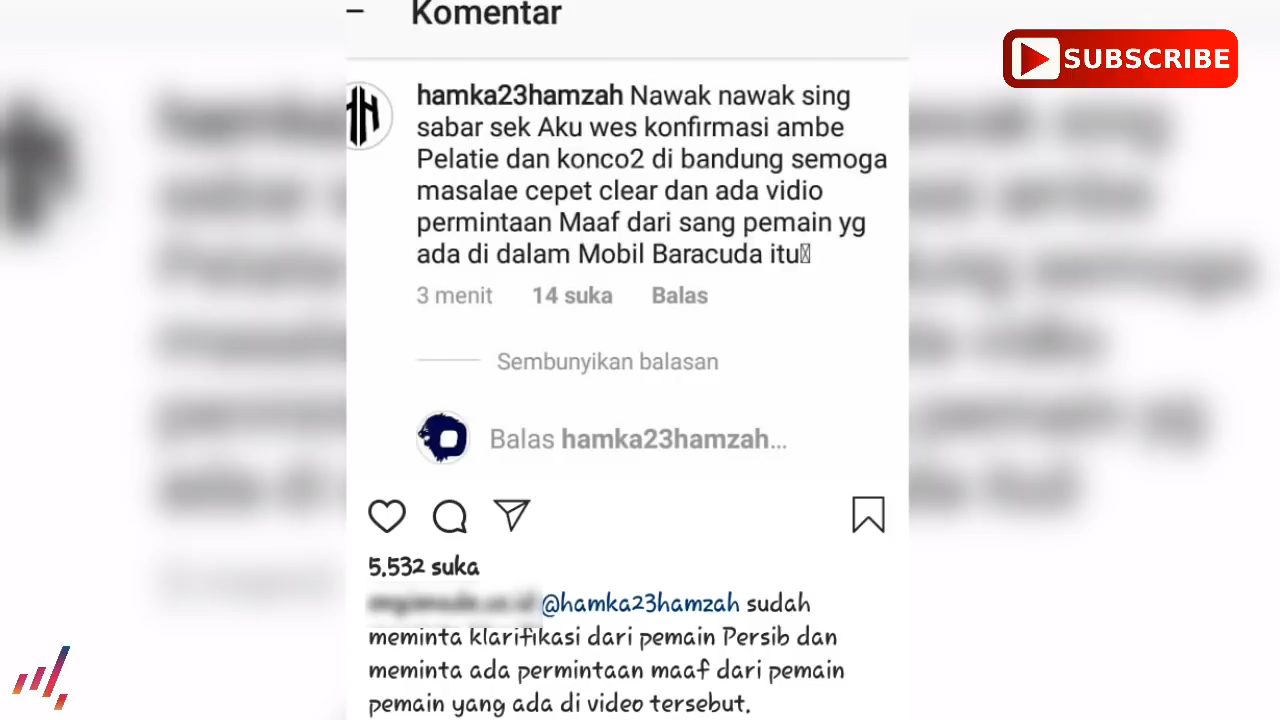 Komentar
SUBSCRIBE
hamka23hamzah Nawak nawak sing
sabar sek Aku wes konfirmasi ambe
Pelatie dan konco2 di bandung semoga
masalae cepet clear dan ada vidio
permintaan Maaf dari sang pemain yg
ada di dalam Mobil Baracuda itu
3 menit 14 suka Balas
Sembunyikan balasan
Balas hamka23hamzah...
5.532 suka
@hamka23hamzah sudah
meminta klarifikasi dari pemain Persib dan
meminta ada permintaan maaf dari pemain
pemain yang ada di video tersebut.